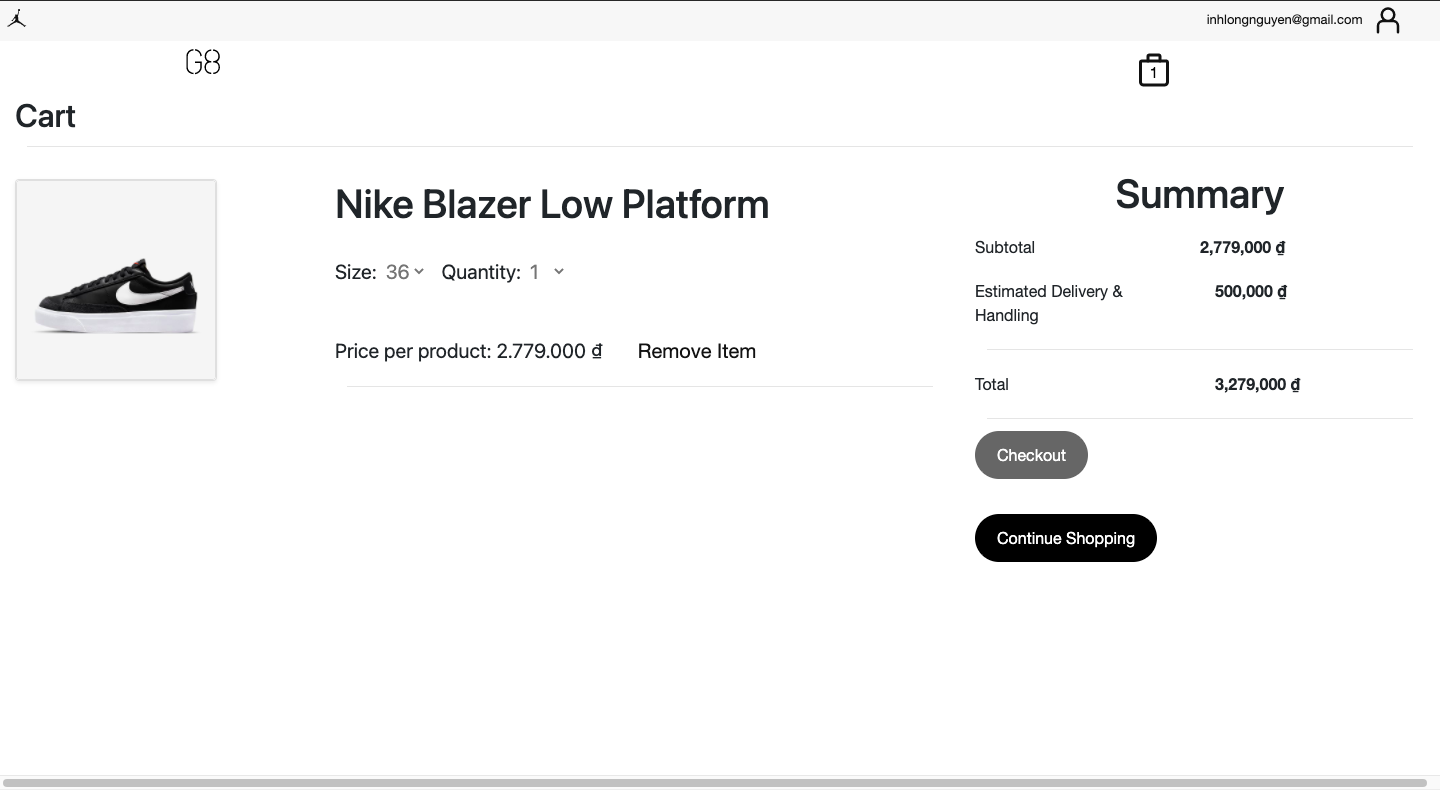 inhlongnguyen@gmail.com
G8
1
Cart
Nike Blazer Low Platform
Size: 36 Quantity: 1
Price per product: 2.779.000 ₫ Remove Item
Summary
Subtotal 2,779,000 ₫
Estimated Delivery & 500,000 ₫
Handling
Total 3,279,000 ₫
Checkout
Continue Shopping